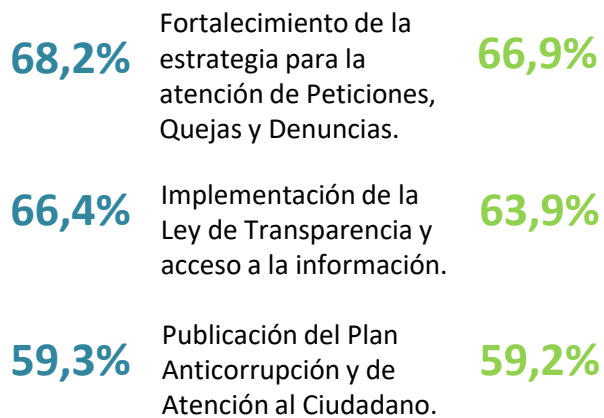 68,2%
Fortalecimiento de la
estrategia para la
atención de Peticiones,
Quejas y Denuncias.
66,9%
66,4%
Implementación de la
Ley de Transparencia y
acceso a la información.
63,9%
59,3%
Publicación del Plan
Anticorrupción y de
Atención al Ciudadano.
59,2%